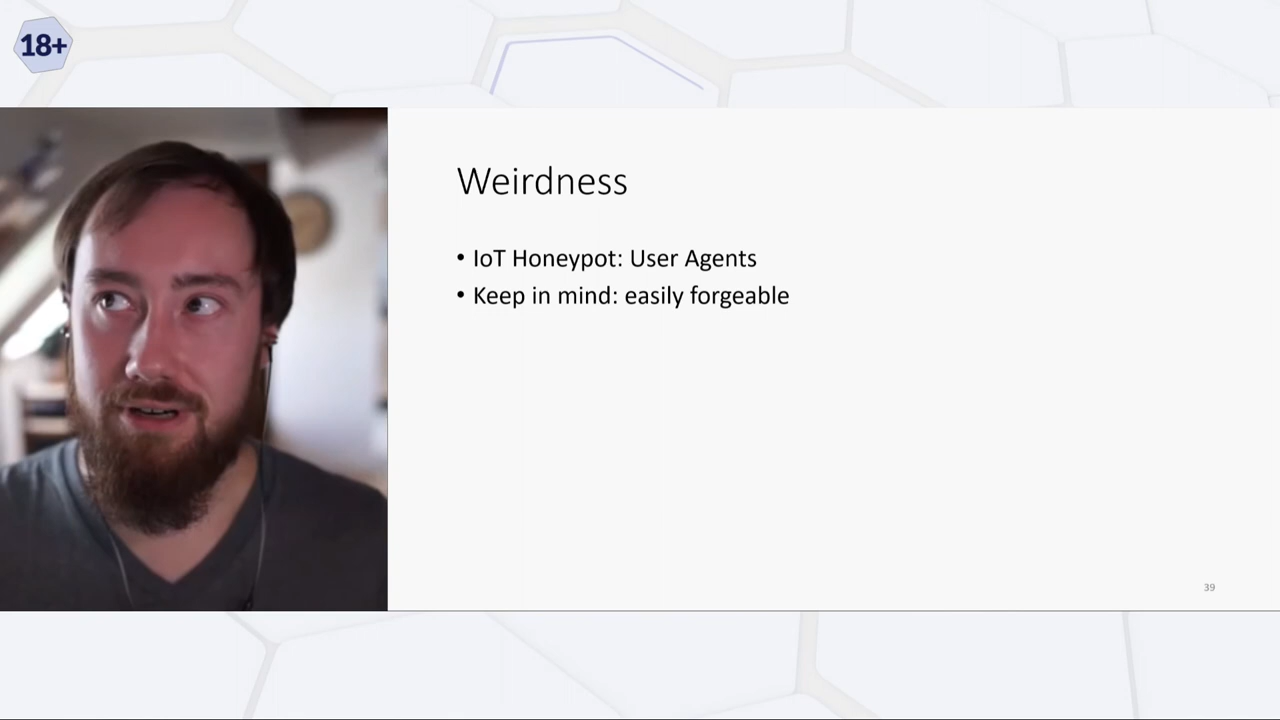 18+
Weirdness
• IoT Honeypot: User Agents
• Keep in mind: easily forgeable
39